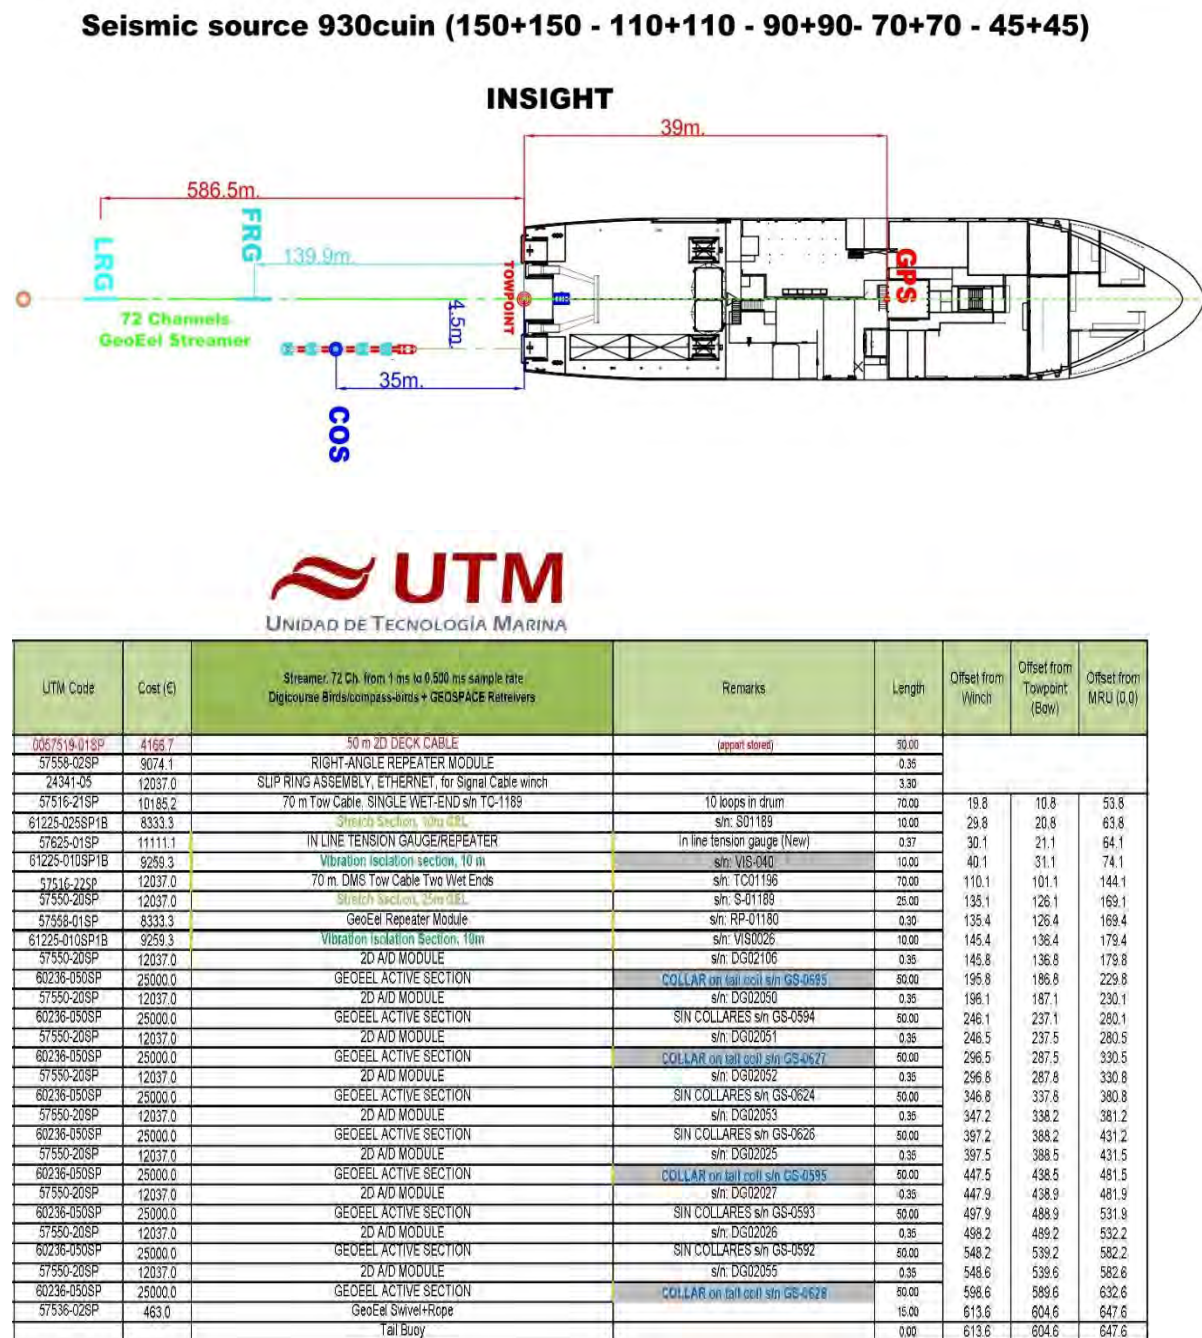 Seismic source 930cuin (150+150 - 110+110 - 90+90- 70+70 - 45+45)
INSIGHT
39m.
586.5m.
LRG
FRG
139.9m.
TOWPOINT
GPS
72 Channels
GeoEel Streamer
4.5m.
35m.
COS
UTM
UNIDAD DE TECNOLOGÍA MARINA
UTM Code Cost (€) Streamer. 72 Ch. from 1 ms to 0.500 ms sample rate Digicourse Birds/compass-birds + GEOSPACE Retreivers Remarks Length Offset from Winch Offset from Towpoint (Bow) Offset from MRU (0,0)
0057519-01SP 4166.7 50 m 2D DECK CABLE (appart stored) 50.00
57558-02SP 9074.1 RIGHT-ANGLE REPEATER MODULE 0.35
24341-05 12037.0 SLIP RING ASSEMBLY, ETHERNET, for Signal Cable winch 3.30
57516-21SP 10185.2 70 m Tow Cable, SINGLE WET-END s/n TC-1189 10 loops in drum 70.00 19.8 10.8 53.8
61225-025SP1B 8333.3 Stretch Section, 10m s/n: S01189 10.00 29.8 20.8 63.8
57625-01SP 11111.1 IN LINE TENSION GAUGE/REPEATER In line tension gauge (New) 0.37 30.1 21.1 64.1
61225-010SP1B 9259.3 Vibration Isolation section, 10 m s/n: VIS-040 10.00 40.1 31.1 74.1
57516-22SP 12037.0 70 m. DMS Tow Cable Two Wet Ends s/n: TC01196 70.00 110.1 101.1 144.1
57550-20SP 12037.0 Stretch Section, 25m s/n: S-01189 25.00 135.1 126.1 169.1
57558-01SP 8333.3 GeoEel Repeater Module s/n: RP-01180 0.30 135.4 126.4 169.4
61225-010SP1B 9259.3 Vibration Isolation Section, 10m s/n: VIS0026 10.00 145.4 136.4 179.4
57550-20SP 12037.0 2D A/D MODULE s/n: DG02106 0.35 145.8 136.8 179.8
60236-050SP 25000.0 GEOEEL ACTIVE SECTION COLLAR on tail coil s/n GS-0595 50.00 195.8 186.8 229.8
57550-20SP 12037.0 2D A/D MODULE s/n: DG02050 0.35 196.1 187.1 230.1
60236-050SP 25000.0 GEOEEL ACTIVE SECTION SIN COLLARES s/n GS-0594 50.00 246.1 237.1 280.1
57550-20SP 12037.0 2D A/D MODULE s/n: DG02051 0.35 246.5 237.5 280.5
60236-050SP 25000.0 GEOEEL ACTIVE SECTION COLLAR on tail coil s/n GS-0627 50.00 296.5 287.5 330.5
57550-20SP 12037.0 2D A/D MODULE s/n: DG02052 0.35 296.8 287.8 330.8
60236-050SP 25000.0 GEOEEL ACTIVE SECTION SIN COLLARES s/n GS-0624 50.00 346.8 337.8 380.8
57550-20SP 12037.0 2D A/D MODULE s/n: DG02053 0.35 347.2 338.2 381.2
60236-050SP 25000.0 GEOEEL ACTIVE SECTION SIN COLLARES s/n GS-0626 50.00 397.2 388.2 431.2
57550-20SP 12037.0 2D A/D MODULE s/n: DG02025 0.35 397.5 388.5 431.5
60236-050SP 25000.0 GEOEEL ACTIVE SECTION COLLAR on tail coil s/n GS-0595 50.00 447.5 438.5 481.5
57550-20SP 12037.0 2D A/D MODULE s/n: DG02027 0.35 447.9 438.9 481.9
60236-050SP 25000.0 GEOEEL ACTIVE SECTION SIN COLLARES s/n GS-0593 50.00 497.9 488.9 531.9
57550-20SP 12037.0 2D A/D MODULE s/n: DG02026 0.35 498.2 489.2 532.2
60236-050SP 25000.0 GEOEEL ACTIVE SECTION SIN COLLARES s/n GS-0592 50.00 548.2 539.2 582.2
57550-20SP 12037.0 2D A/D MODULE s/n: DG02055 0.35 548.6 539.6 582.6
60236-050SP 25000.0 GEOEEL ACTIVE SECTION COLLAR on tail coil s/n GS-0628 50.00 598.6 589.6 632.6
57536-02SP 463.0 GeoEel Swivel+Rope 15.00 613.6 604.6 647.6
Tail Buoy 0.00 613.6 604.6 647.6